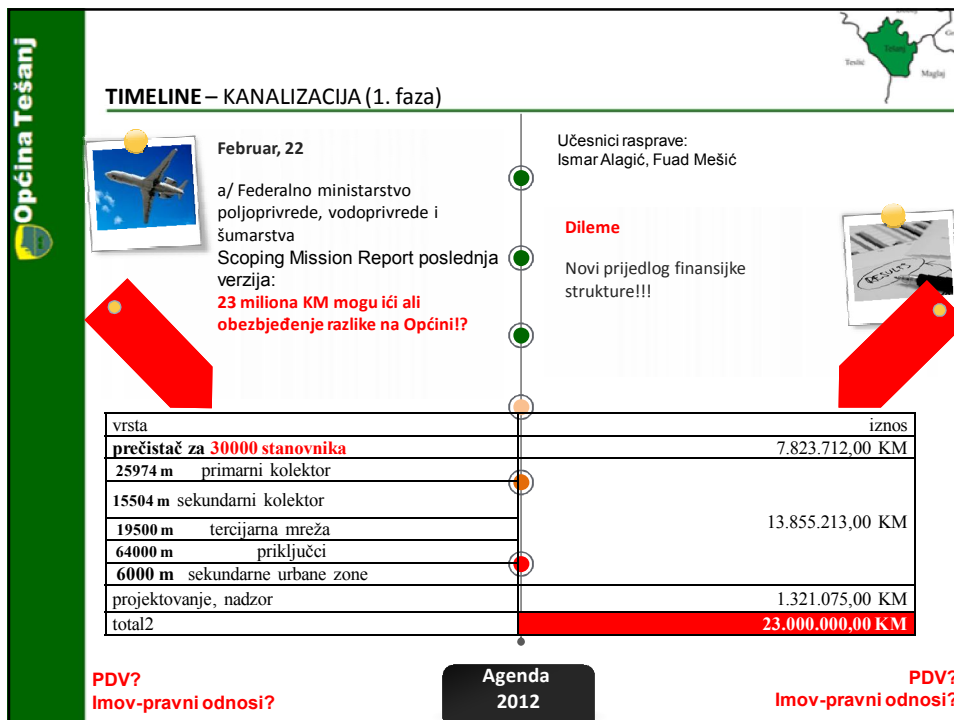 Općina Tešanj
Tešanj
Teslić
Maglaj
TIMELINE – KANALIZACIJA (1. faza)
Februar, 22
a/ Federalno ministarstvo
poljoprivrede, vodoprivrede i
šumarstva
Scoping Mission Report poslednja
verzija:
23 miliona KM mogu ići ali
obezbjeđenje razlike na Općini!?
Učesnici rasprave:
Ismar Alagić, Fuad Mešić
Dileme
Novi prijedlog finansijke
strukture!!!
RESULTS
vrsta iznos
prečistač za 30000 stanovnika 7.823.712,00 KM
25974 m primarni kolektor
15504 m sekundarni kolektor
13.855.213,00 KM
19500 m tercijarna mreža
64000 m priključci
6000 m sekundarne urbane zone
projektovanje, nadzor 1.321.075,00 KM
total2 23.000.000,00 KM
PDV?
Imov-pravni odnosi?
Agenda
2012
PDV?
Imov-pravni odnosi?